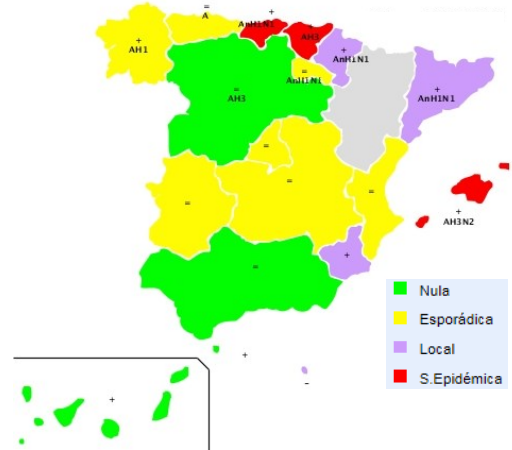 =
A
+
AnH1N1
+
AH3
+
AH1
+
AnH1N1
=
AnH1N1
=
AH3
+
AnH1N1
=
=
=
=
+
AH3N2
+
=
+
–
+
Nula
Esporádica
Local
S.Epidémica